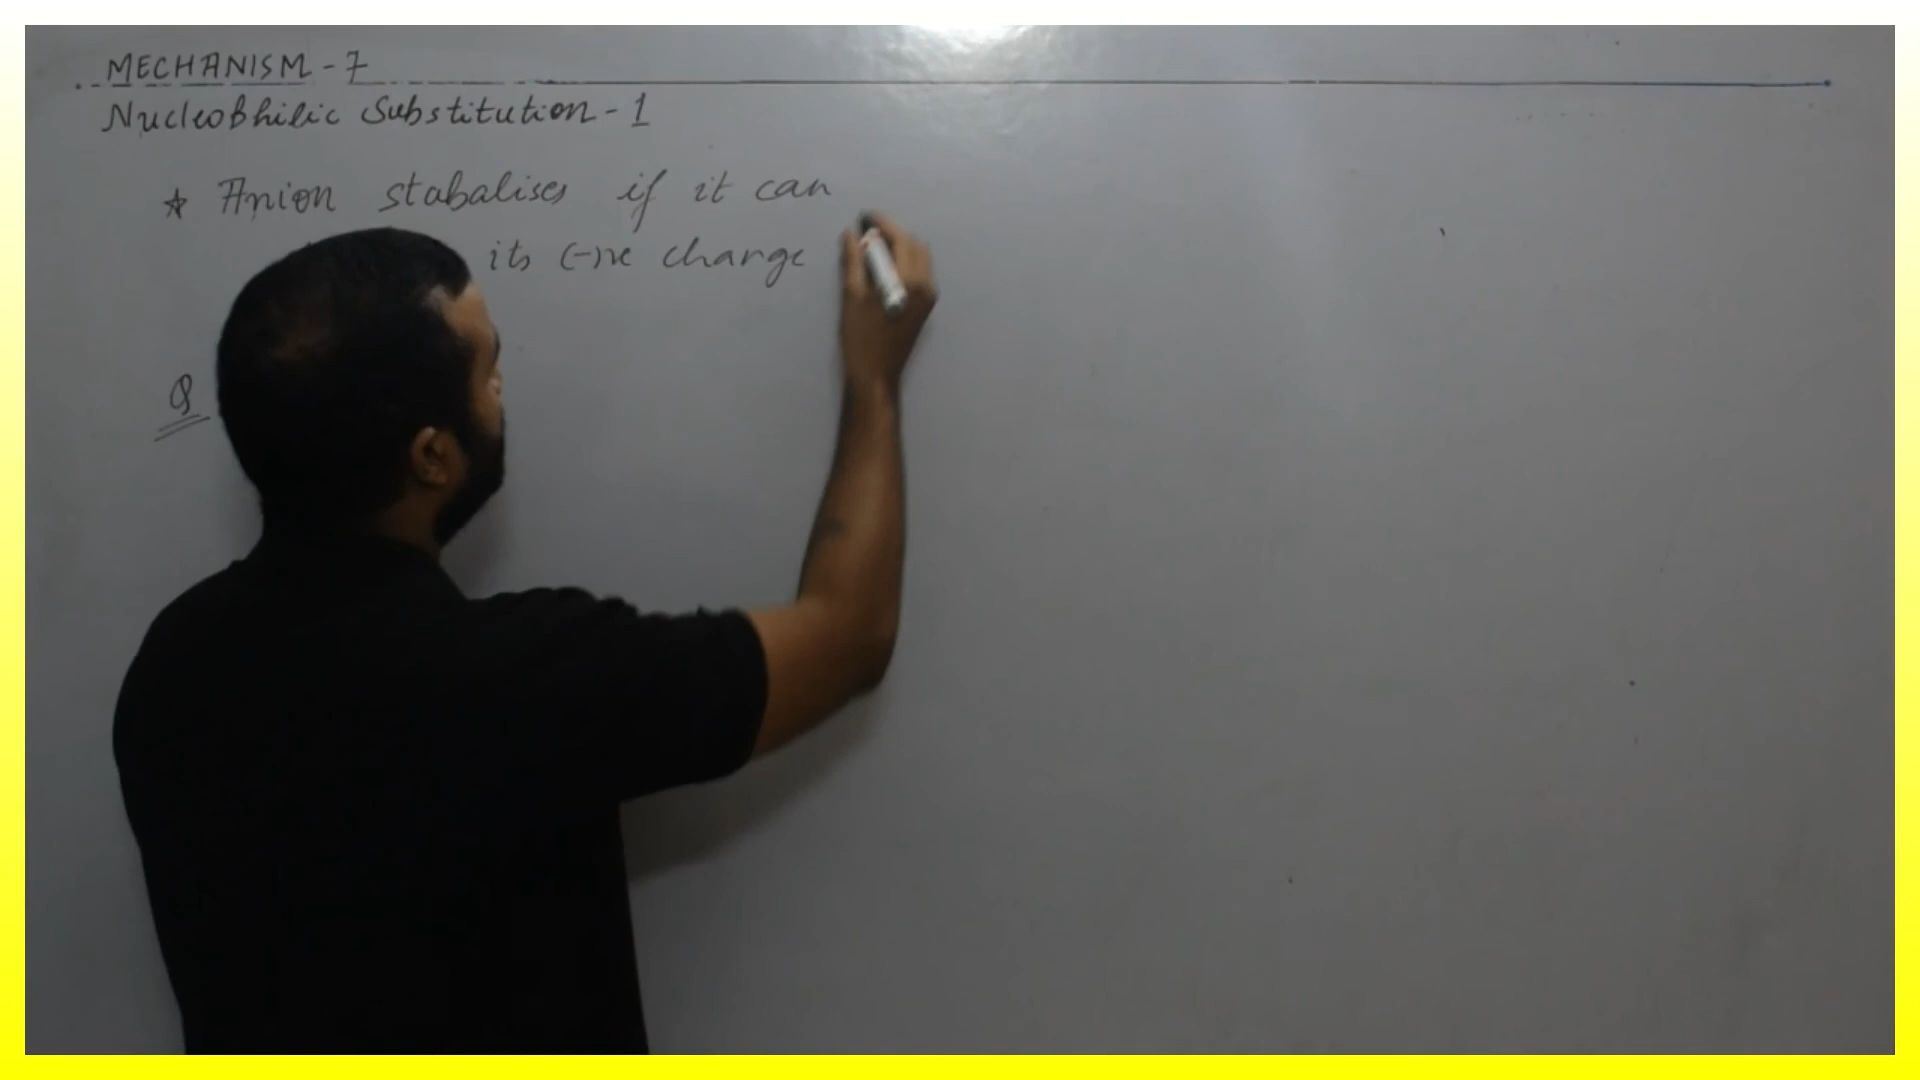 MECHANISM - 7
Nucleophilic Substitution - 1
☆ Anion stabalises if it can
its (-)ve charge
Q